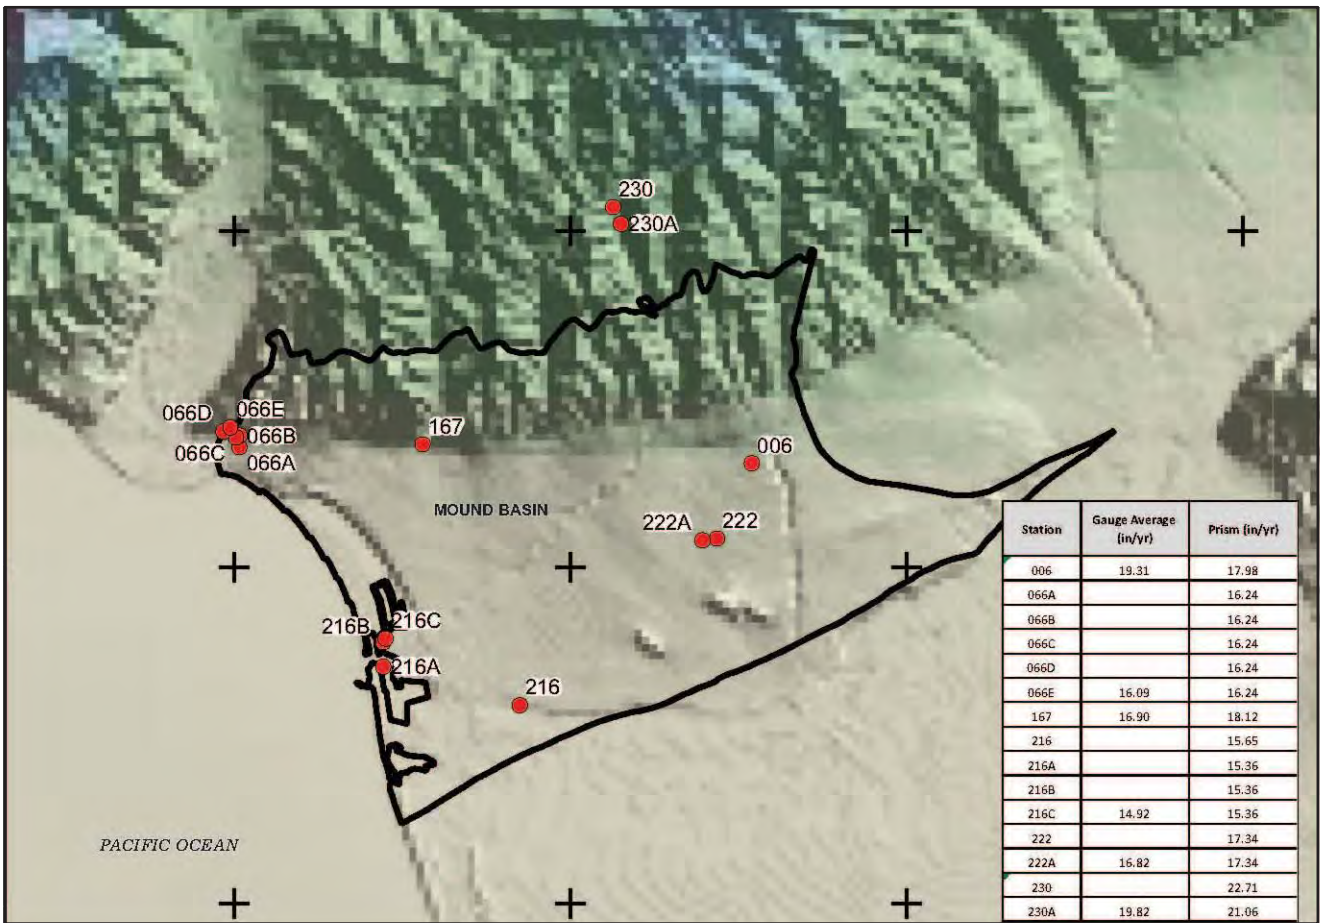 230
230A
066D
066E
066B
066C
066A
167
006
MOUND BASIN
222A
222
216B
216C
216A
216
PACIFIC OCEAN
Station Gauge Average (in/yr) Prism (in/yr)
006 19.31 17.98
066A 16.24
066B 16.24
066C 16.24
066D 16.24
066E 16.09 16.24
167 16.90 18.12
216 15.65
216A 15.36
216B 15.36
216C 14.92 15.36
222 17.34
222A 16.82 17.34
230 22.71
230A 19.82 21.06